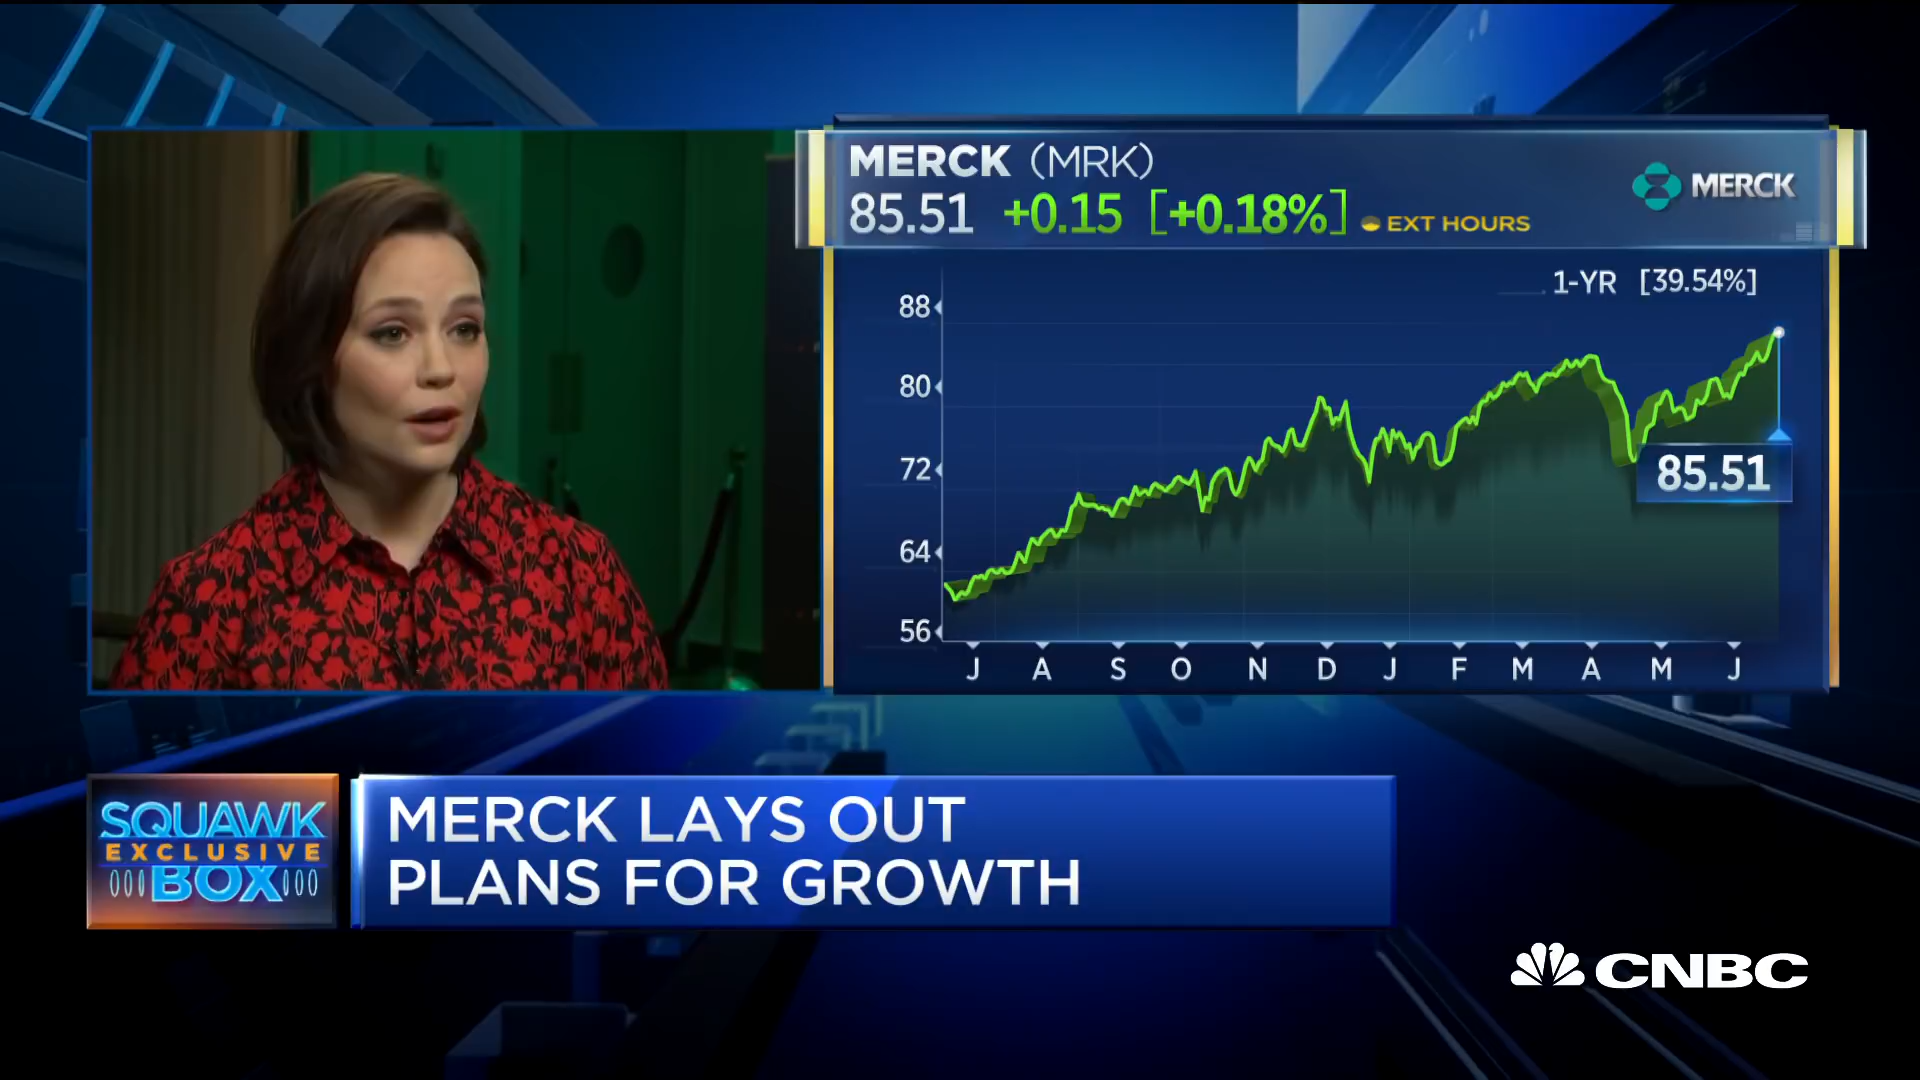 MERCK (MRK)
85.51 +0.15 [+0.18%] EXT HOURS
MERCK
1-YR [39.54%]
88
80
72
64
56
85.51
J A S O N D J F M A M J
SQUAWK
EXCLUSIVE
BOX
MERCK LAYS OUT
PLANS FOR GROWTH
CNBC